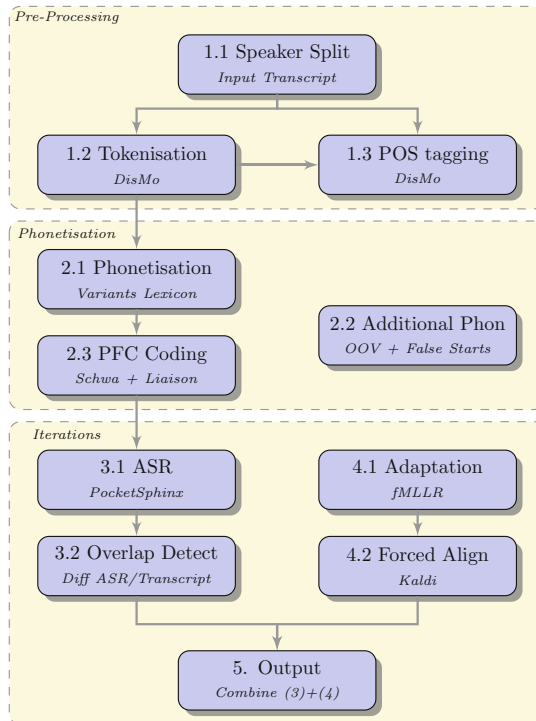 Pre-Processing
1.1 Speaker Split
Input Transcript
1.2 Tokenisation
DisMo
1.3 POS tagging
DisMo
Phonetisation
2.1 Phonetisation
Variants Lexicon
2.2 Additional Phon
OOV + False Starts
2.3 PFC Coding
Schwa + Liaison
Iterations
3.1 ASR
PocketSphinx
4.1 Adaptation
fMLLR
3.2 Overlap Detect
Diff ASR/Transcript
4.2 Forced Align
Kaldi
5. Output
Combine (3)+(4)